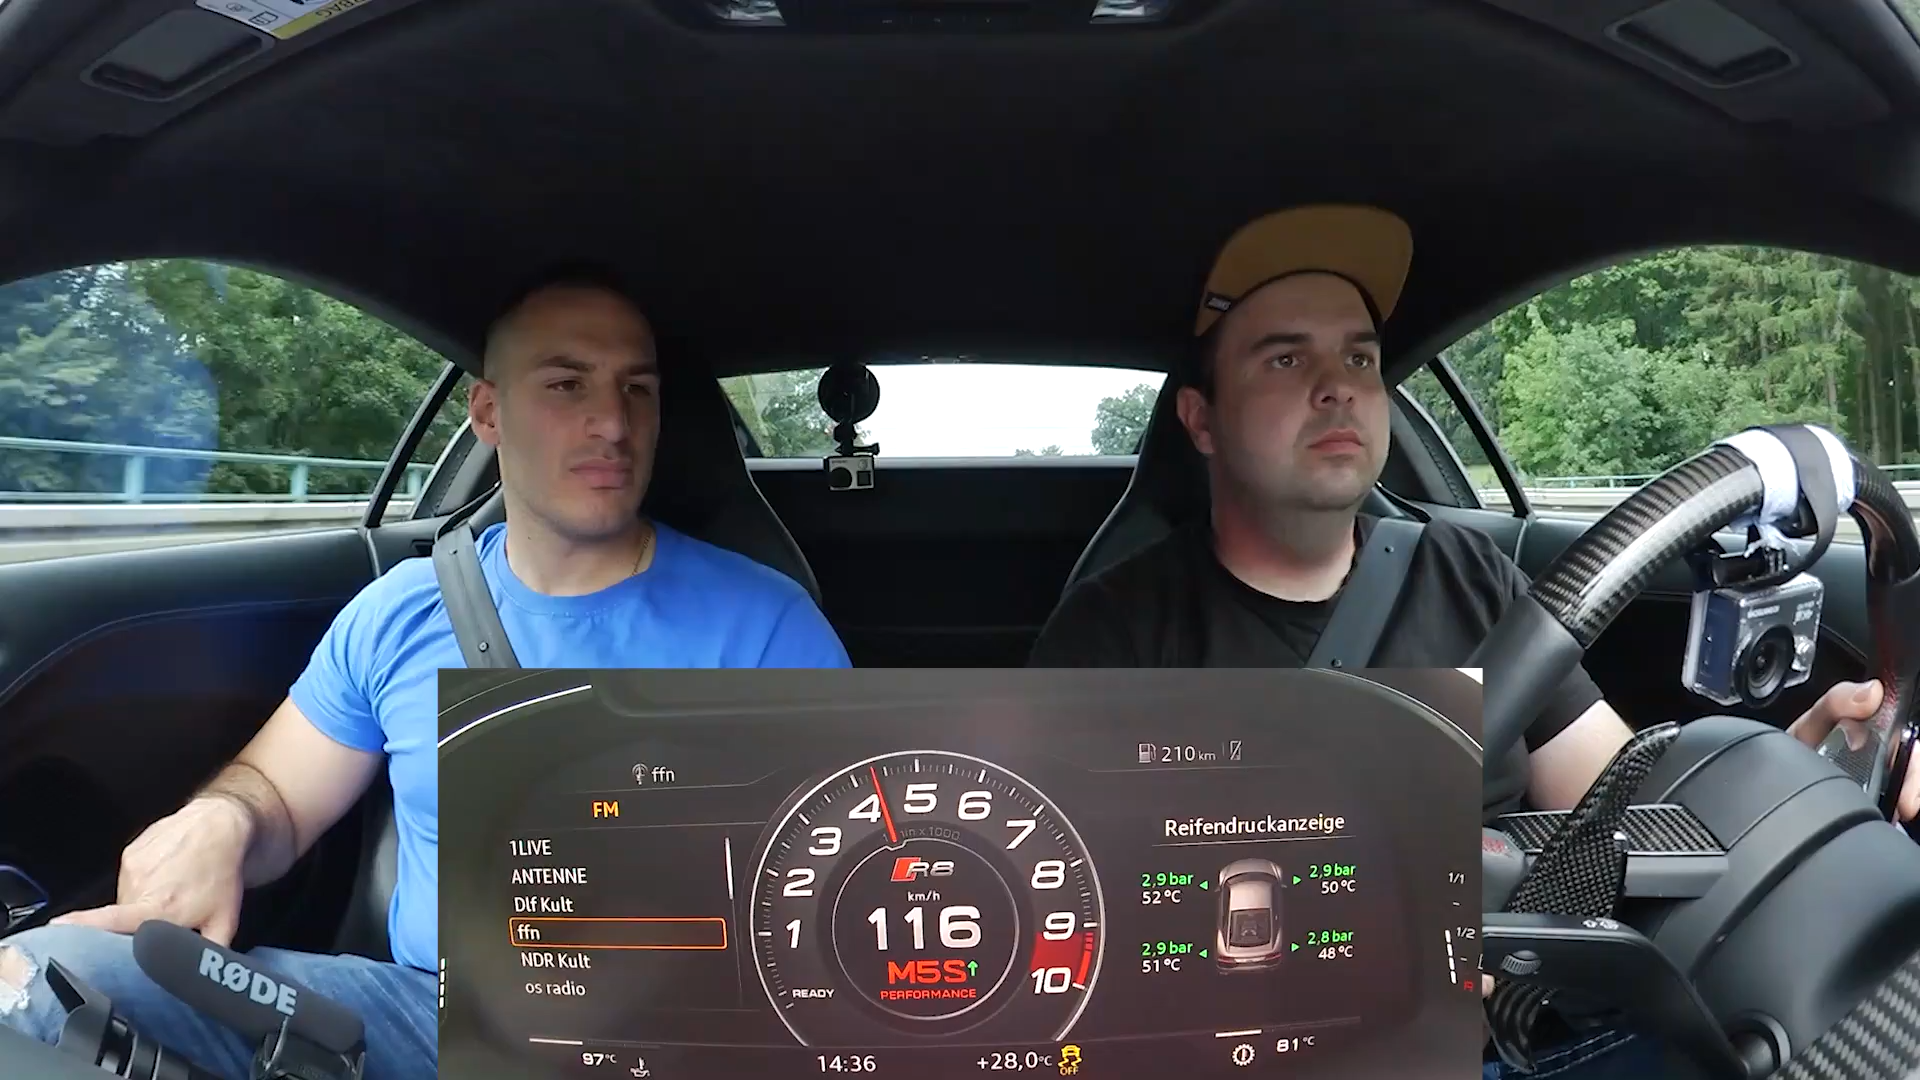 AIRBAG
RØDE
ffn
210 km
FM
1LIVE
ANTENNE
Dlf Kult
ffn
NDR Kult
os radio
1
2
3
4
5
6
7
8
9
10
R8
km/h
116
M5S
PERFORMANCE
READY
Reifendruckanzeige
2,9 bar
52 °C
2,9 bar
50 °C
2,9 bar
51 °C
2,8 bar
48 °C
1/1
1/2
97 °C
14:36
+28,0 °C
OFF
81 °C